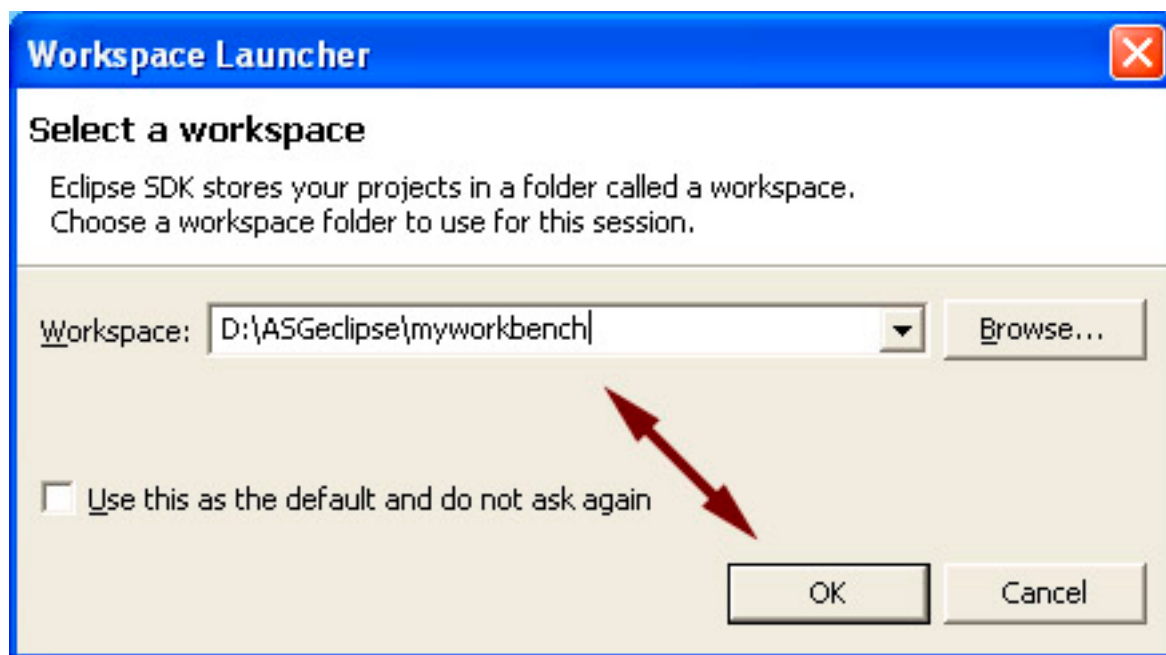 Workspace Launcher
Select a workspace
Eclipse SDK stores your projects in a folder called a workspace.
Choose a workspace folder to use for this session.
Workspace: D:\ASGeclipse\myworkbench Browse...
Use this as the default and do not ask again
OK Cancel